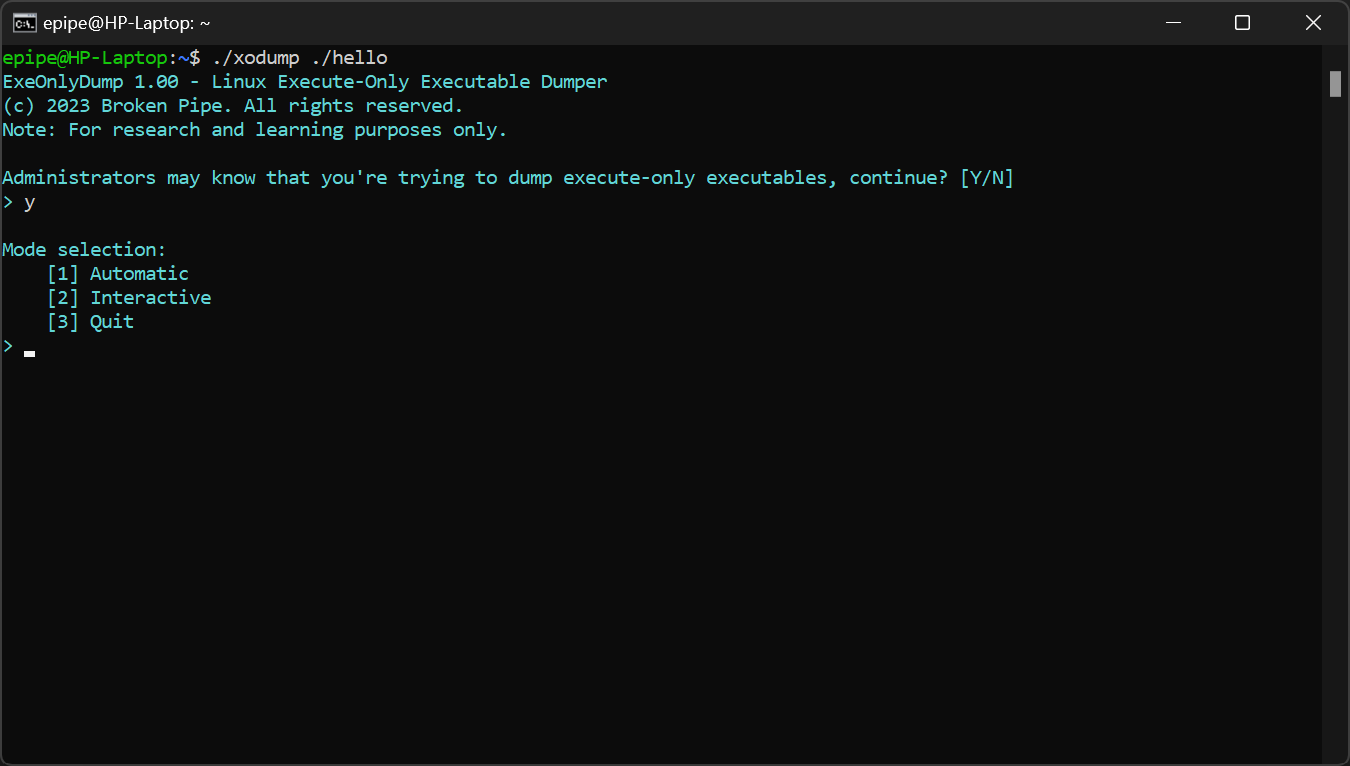 epipe@HP-Laptop: ~
epipe@HP-Laptop:~$ ./xodump ./hello
ExeOnlyDump 1.00 - Linux Execute-Only Executable Dumper
(c) 2023 Broken Pipe. All rights reserved.
Note: For research and learning purposes only.
Administrators may know that you're trying to dump execute-only executables, continue? [Y/N]
> y
Mode selection:
[1] Automatic
[2] Interactive
[3] Quit
>